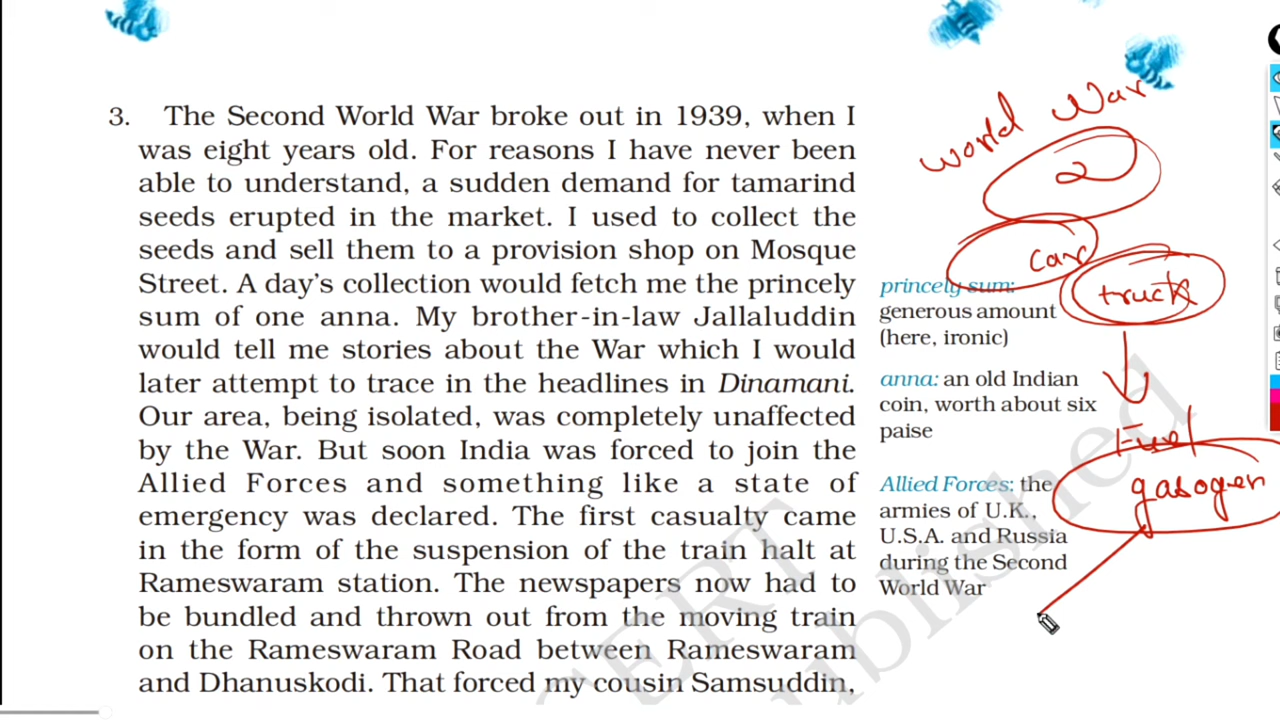 3. The Second World War broke out in 1939, when I
was eight years old. For reasons I have never been
able to understand, a sudden demand for tamarind
seeds erupted in the market. I used to collect the
seeds and sell them to a provision shop on Mosque
Street. A day's collection would fetch me the princely
sum of one anna. My brother-in-law Jallaluddin
would tell me stories about the War which I would
later attempt to trace in the headlines in Dinamani.
Our area, being isolated, was completely unaffected
by the War. But soon India was forced to join the
Allied Forces and something like a state of
emergency was declared. The first casualty came
in the form of the suspension of the train halt at
Rameswaram station. The newspapers now had to
be bundled and thrown out from the moving train
on the Rameswaram Road between Rameswaram
and Dhanuskodi. That forced my cousin Samsuddin,
World War
2
car
truck
princely sum:
generous amount
(here, ironic)
anna: an old Indian
coin, worth about six
paise
Fuel
gasogen
Allied Forces: the
armies of U.K.,
U.S.A. and Russia
during the Second
World War